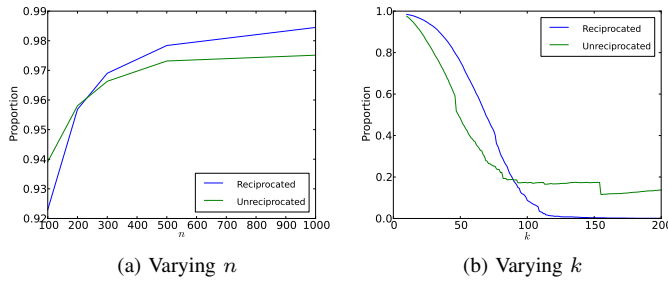 0.99
0.98
0.97
0.96
0.95
0.94
0.93
0.92
Proportion
100 200 300 400 500 600 700 800 900 1000
n
Reciprocated
Unreciprocated
(a) Varying n
1.0
0.8
0.6
0.4
0.2
0.0
Proportion
0 50 100 150 200
k
Reciprocated
Unreciprocated
(b) Varying k